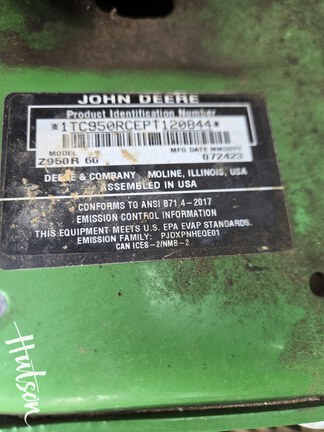 JOHN DEERE
Product Identification Number
*1TC950RCEPT120844*
MODEL MFG DATE MMDDYY
Z950R 60 072423
DEERE & COMPANY MOLINE, ILLINOIS, USA
ASSEMBLED IN USA
CONFORMS TO ANSI B71.4-2017
EMISSION CONTROL INFORMATION
THIS EQUIPMENT MEETS U.S. EPA EVAP STANDARDS.
EMISSION FAMILY: PJDXPNHEQE01
CAN ICES-2/NMB-2
Hutson